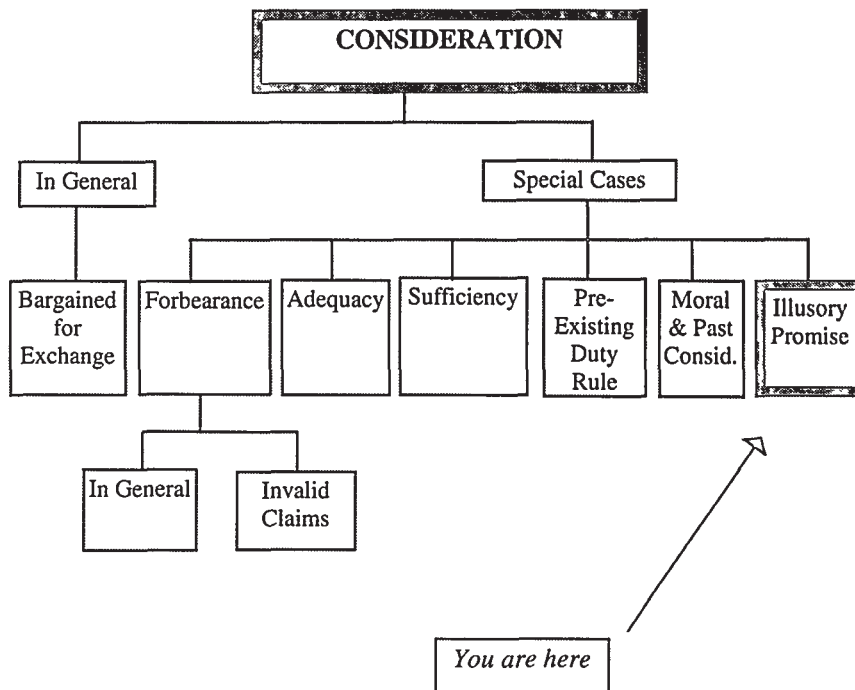 CONSIDERATION
In General
Special Cases
Bargained
for
Exchange
Forbearance
Adequacy
Sufficiency
Pre-
Existing
Duty
Rule
Moral
& Past
Consid.
Illusory
Promise
In General
Invalid
Claims
You are here